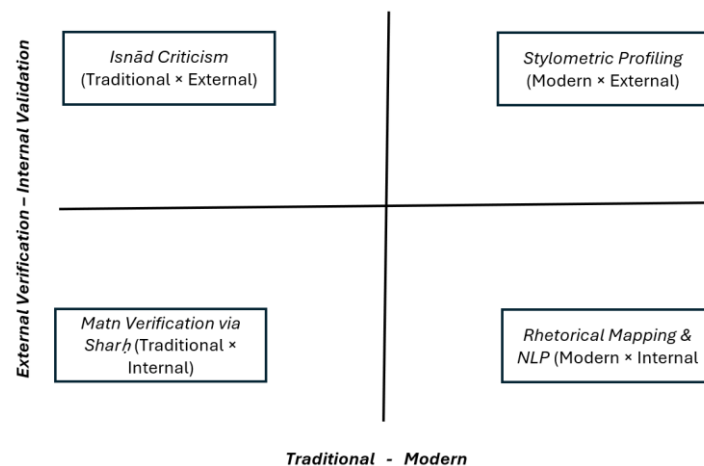 Isnād Criticism
(Traditional × External)
Stylometric Profiling
(Modern × External)
External Verification – Internal Validation
Matn Verification via
Sharḥ (Traditional ×
Internal)
Rhetorical Mapping &
NLP (Modern × Internal
Traditional - Modern